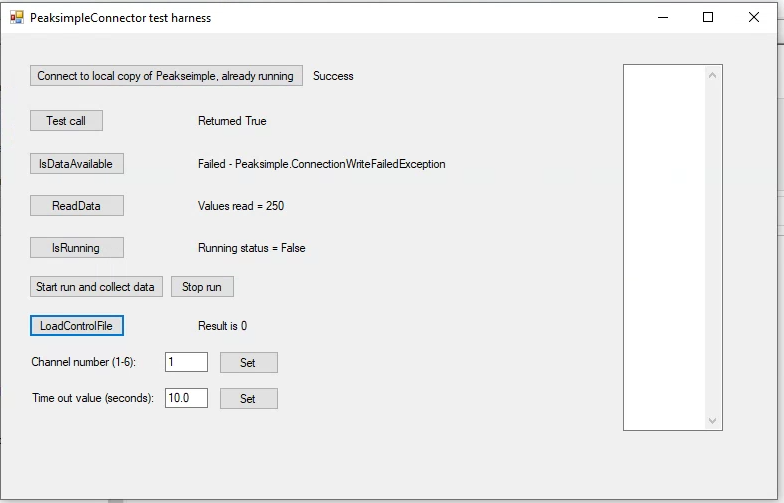 PeaksimpleConnector test harness
Connect to local copy of Peakseimple, already running Success
Test call Returned True
IsDataAvailable Failed - Peaksimple.ConnectionWriteFailedException
ReadData Values read = 250
IsRunning Running status = False
Start run and collect data Stop run
LoadControlFile Result is 0
Channel number (1-6): 1 Set
Time out value (seconds): 10.0 Set